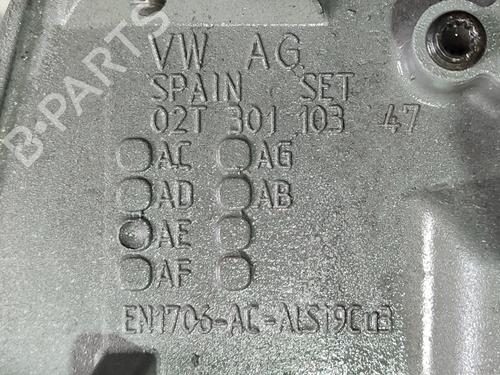 B-PARTS
VW AG
SPAIN SET
02T 301 103 47
AC AG
AD AB
AE
AF
EN1706-AC-AlSi9Cu3